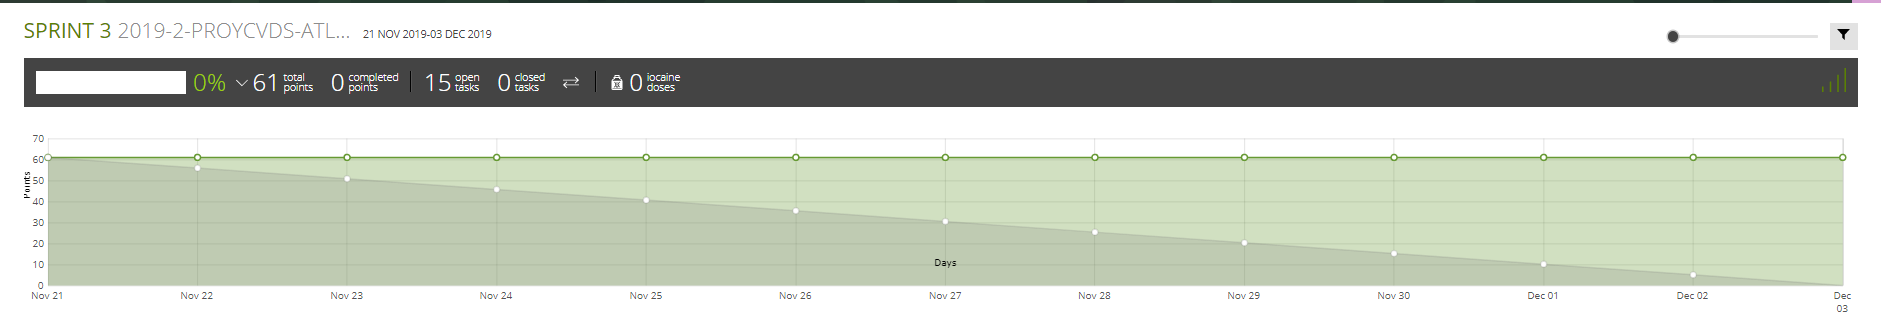 SPRINT 3 2019-2-PROYCVDS-ATL... 21 NOV 2019-03 DEC 2019
0% 61 total points 0 completed points 15 open tasks 0 closed tasks 0 iocaine doses
70
60
50
40
30
20
10
0
Points
Days
Nov 21 Nov 22 Nov 23 Nov 24 Nov 25 Nov 26 Nov 27 Nov 28 Nov 29 Nov 30 Dec 01 Dec 02 Dec 03